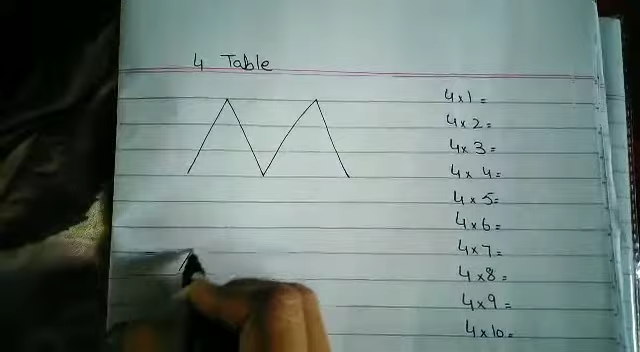 4 Table
4x1=
4x2=
4x3=
4x4=
4x5=
4x6=
4x7=
4x8=
4x9=
4x10=